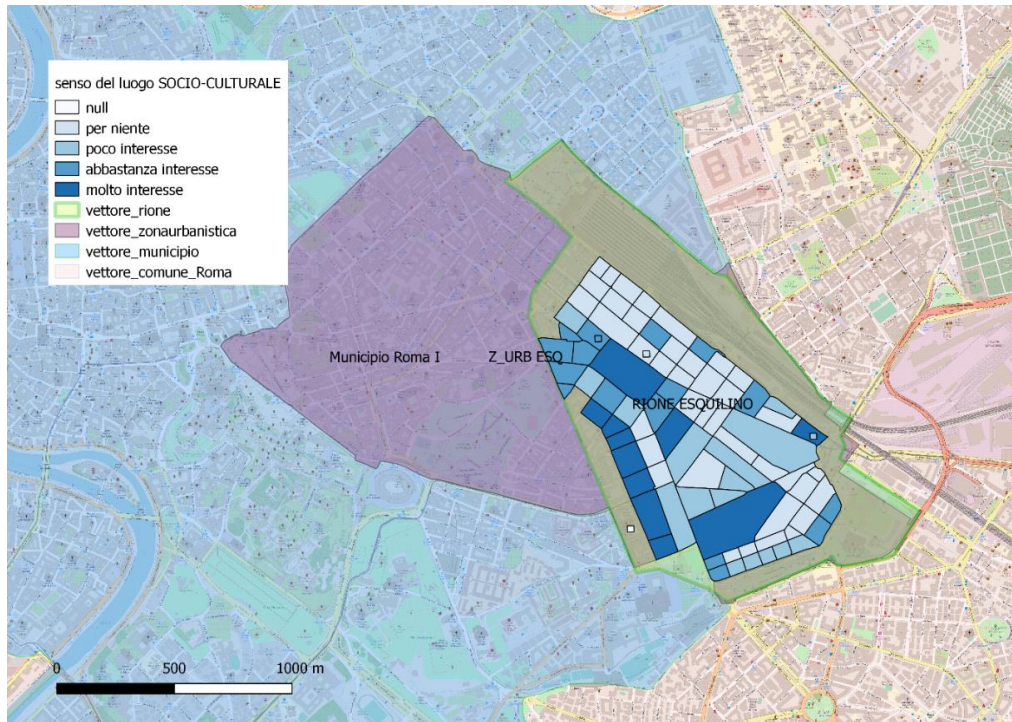 senso del luogo SOCIO-CULTURALE
null
per niente
poco interesse
abbastanza interesse
molto interesse
vettore_rione
vettore_zonaurbanistica
vettore_municipio
vettore_comune_Roma
Municipio Roma I
Z_URB ESQ
RIONE ESQUILINO
0 500 1000 m